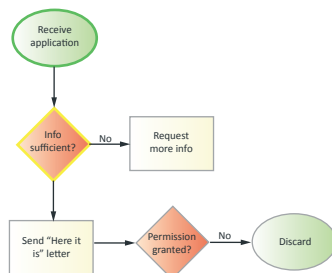 Receive
application
Info
sufficient?
No
Request
more info
Send “Here it
is” letter
Permission
granted?
No
Discard